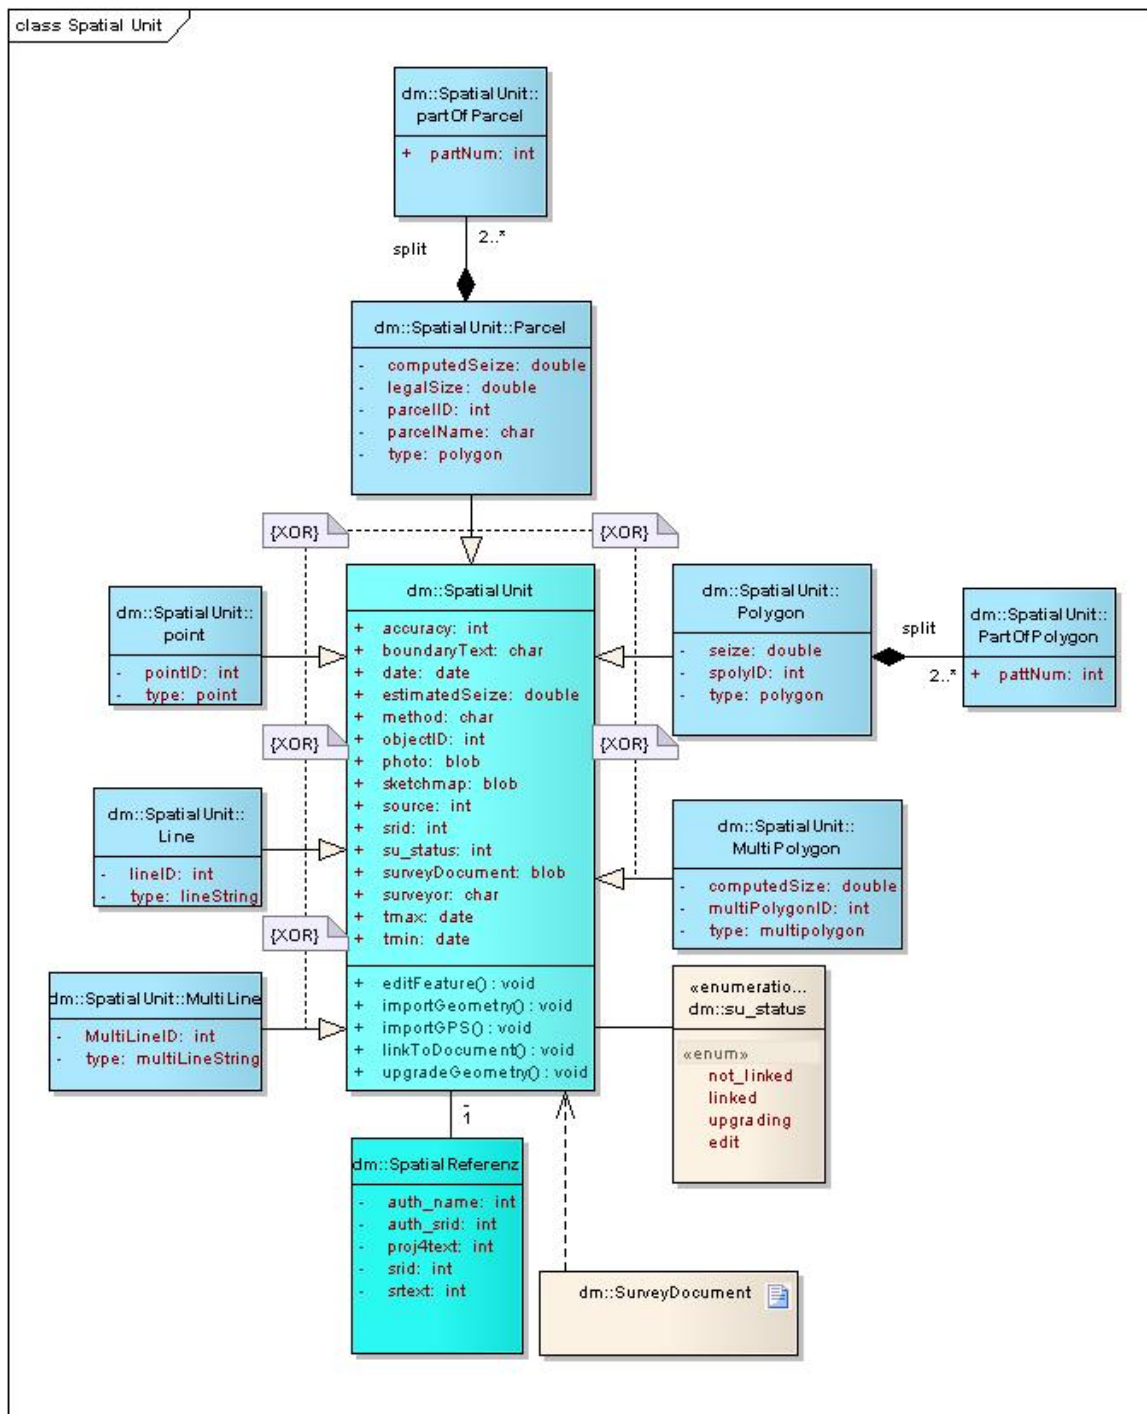 class Spatial Unit
dm::Spatial Unit::
partOfParcel
+ partNum: int
split
2..*
dm::Spatial Unit::Parcel
- computedSeize: double
- legalSize: double
- parcelID: int
- parcelName: char
- type: polygon
{XOR}
{XOR}
dm::Spatial Unit::
point
- pointID: int
- type: point
dm::Spatial Unit
+ accuracy: int
+ boundaryText: char
+ date: date
+ estimatedSeize: double
+ method: char
+ objectID: int
+ photo: blob
+ sketchmap: blob
+ source: int
+ srid: int
+ su_status: int
+ surveyDocument: blob
+ surveyor: char
+ tmax: date
+ tmin: date
+ editFeature() : void
+ importGeometry() : void
+ importGPS() : void
+ linkToDocument() : void
+ upgradeGeometry() : void
dm::Spatial Unit::
Polygon
- seize: double
- spolyID: int
- type: polygon
split
2..*
dm::Spatial Unit::
PartOfPolygon
+ pattNum: int
{XOR}
{XOR}
dm::Spatial Unit::
Line
- lineID: int
- type: lineString
dm::Spatial Unit::
MultiPolygon
- computedSize: double
- multiPolygonID: int
- type: multipolygon
{XOR}
dm::Spatial Unit::MultiLine
- MultiLineID: int
- type: multiLineString
«enumeratio...
dm::su_status
«enum»
not_linked
linked
upgrading
edit
-
1
dm::Spatial Referenz
- auth_name: int
- auth_srid: int
- proj4text: int
- srid: int
- srtext: int
dm::SurveyDocument